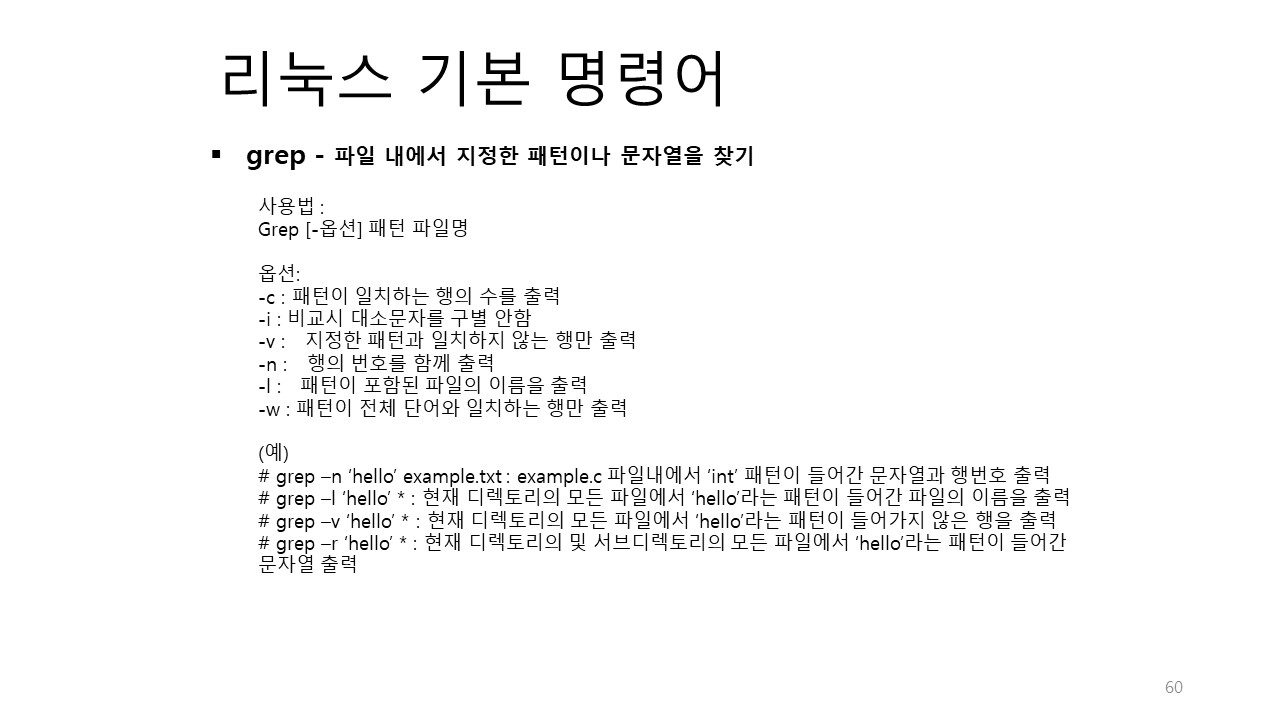 리눅스 기본 명령어
▪ grep - 파일 내에서 지정한 패턴이나 문자열을 찾기
사용법 :
Grep [-옵션] 패턴 파일명
옵션:
-c : 패턴이 일치하는 행의 수를 출력
-i : 비교시 대소문자를 구별 안함
-v : 지정한 패턴과 일치하지 않는 행만 출력
-n : 행의 번호를 함께 출력
-l : 패턴이 포함된 파일의 이름을 출력
-w : 패턴이 전체 단어와 일치하는 행만 출력
(예)
# grep –n ‘hello’ example.txt : example.c 파일내에서 ‘int’ 패턴이 들어간 문자열과 행번호 출력
# grep –l ‘hello’ * : 현재 디렉토리의 모든 파일에서 ‘hello’라는 패턴이 들어간 파일의 이름을 출력
# grep –v ‘hello’ * : 현재 디렉토리의 모든 파일에서 ‘hello’라는 패턴이 들어가지 않은 행을 출력
# grep –r ‘hello’ * : 현재 디렉토리의 및 서브디렉토리의 모든 파일에서 ‘hello’라는 패턴이 들어간
문자열 출력
60